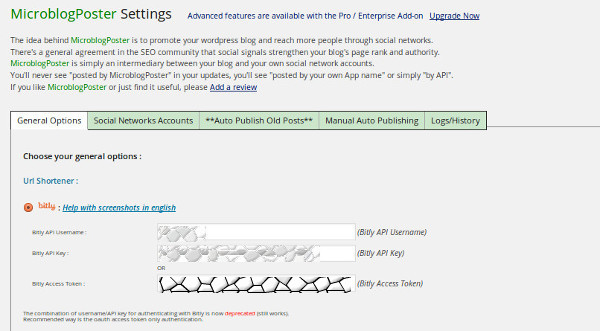 MicroblogPoster Settings Advanced features are available with the Pro / Enterprise Add-on Upgrade Now
The idea behind MicroblogPoster is to promote your wordpress blog and reach more people through social networks.
There's a general agreement in the SEO community that social signals strengthen your blog's page rank and authority.
MicroblogPoster is simply an intermediary between your blog and your own social network accounts.
You'll never see "posted by MicroblogPoster" in your updates, you'll see "posted by your own App name" or simply "by API".
If you like MicroblogPoster or just find it useful, please Add a review
General Options Social Networks Accounts **Auto Publish Old Posts** Manual Auto Publishing Logs/History
Choose your general options :
Url Shortener :
bitly : Help with screenshots in english
Bitly API Username : (Bitly API Username)
Bitly API Key : (Bitly API Key)
OR
Bitly Access Token : (Bitly Access Token)
The combination of username/API key for authenticating with Bitly is now deprecated (still works).
Recommended way is the oauth access token only authentication.